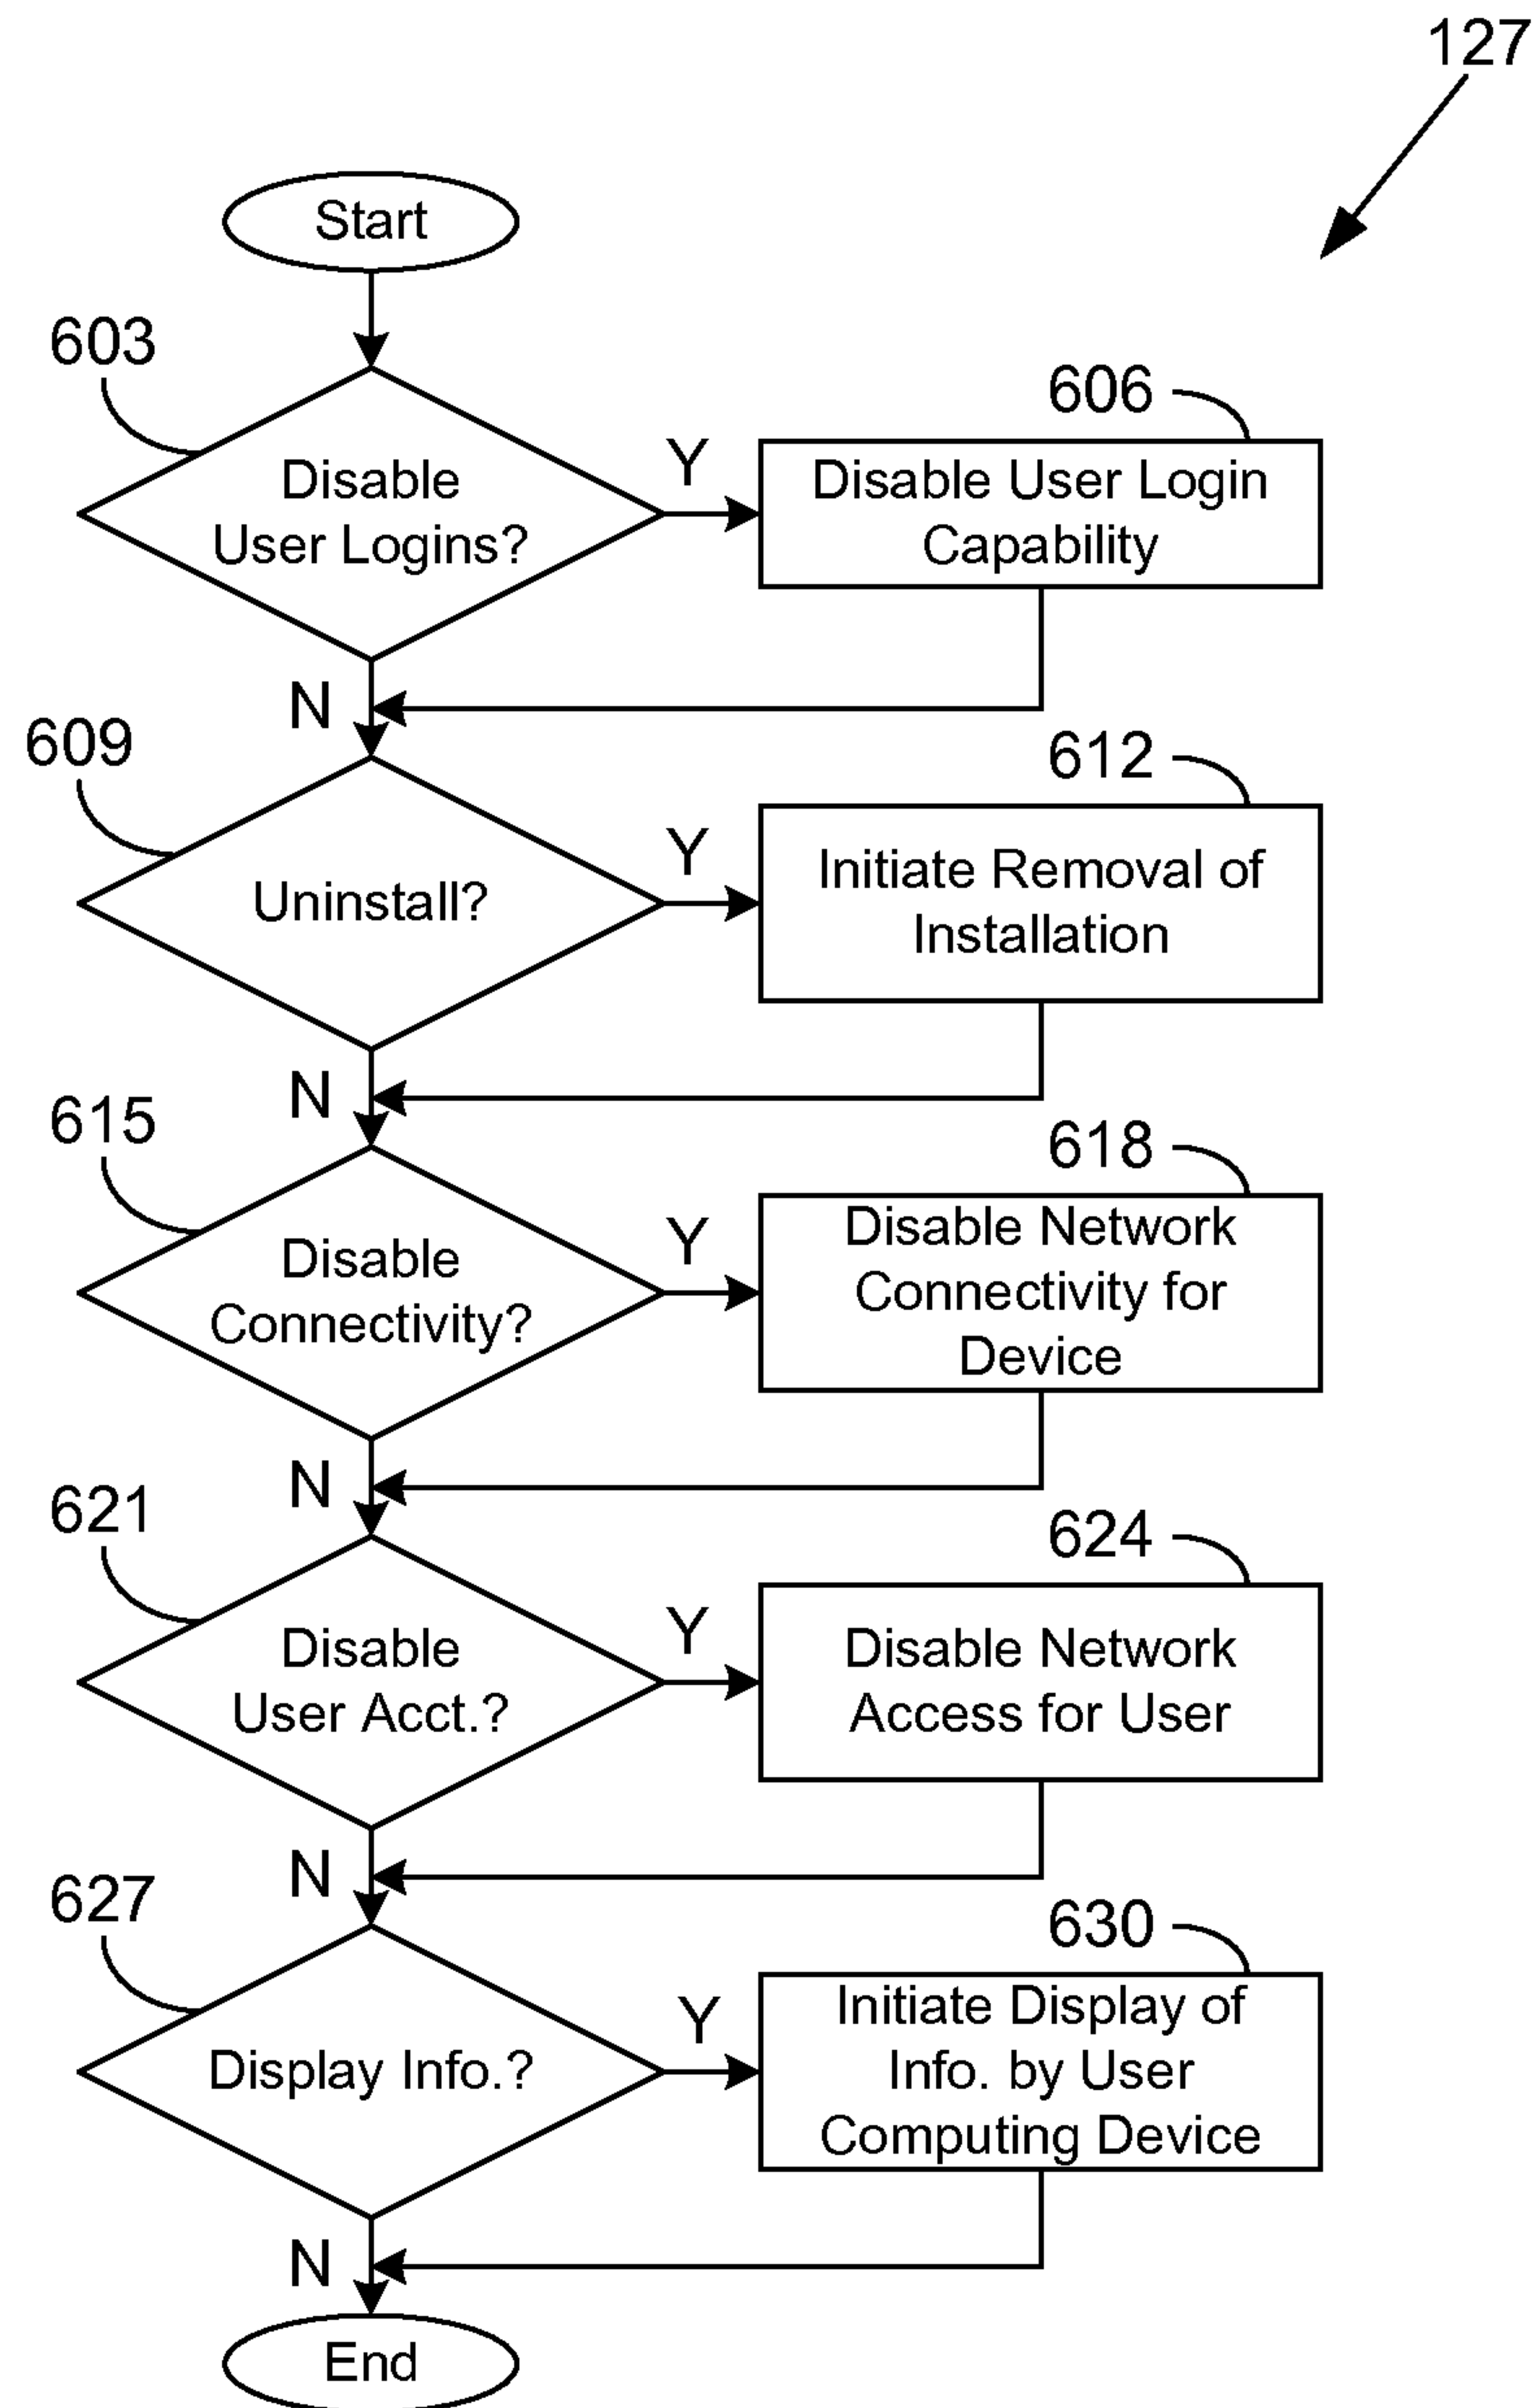 127
Start
603
Disable
User Logins?
Y
606
Disable User Login
Capability
N
609
Uninstall?
Y
612
Initiate Removal of
Installation
N
615
Disable
Connectivity?
Y
618
Disable Network
Connectivity for
Device
N
621
Disable
User Acct.?
Y
624
Disable Network
Access for User
N
627
Display Info.?
Y
630
Initiate Display of
Info. by User
Computing Device
N
End